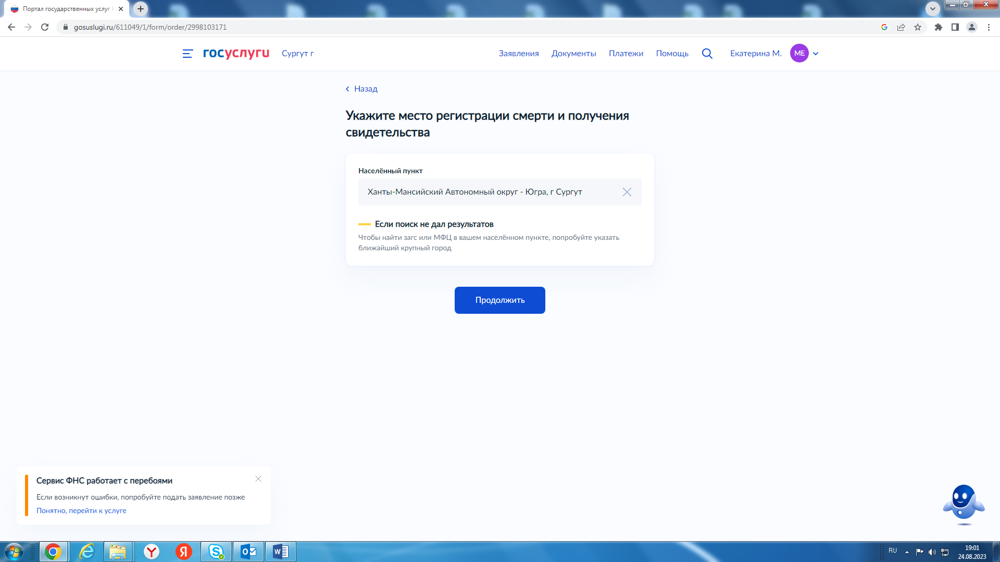 Портал государственных услуг
gosuslugi.ru/611049/1/form/order/2998103171
госуслуги
Сургут г
Заявления
Документы
Платежи
Помощь
Екатерина М.
МЕ
Назад
Укажите место регистрации смерти и получения
свидетельства
Населённый пункт
Ханты-Мансийский Автономный округ - Югра, г Сургут
Если поиск не дал результатов
Чтобы найти загс или МФЦ в вашем населённом пункте, попробуйте указать
ближайший крупный город
Продолжить
Сервис ФНС работает с перебоями
Если возникнут ошибки, попробуйте подать заявление позже
Понятно, перейти к услуге
RU
19:01
24.08.2023